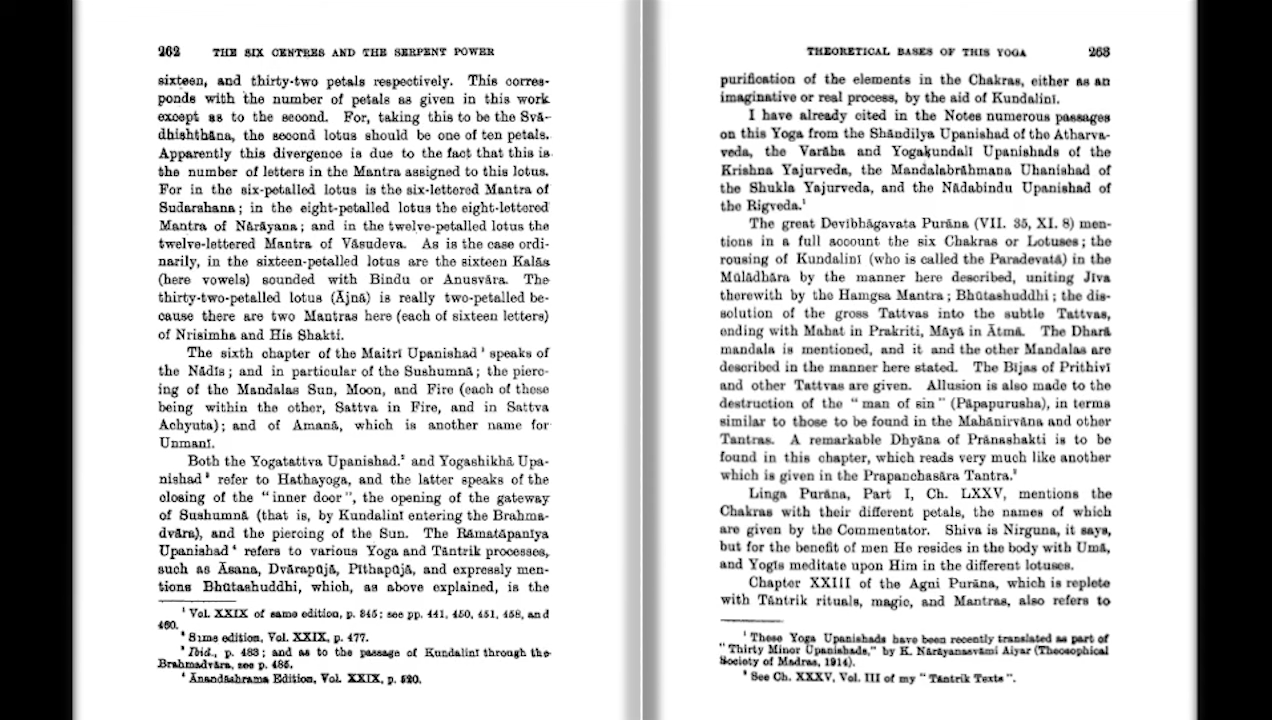 262 THE SIX CENTRES AND THE SERPENT POWER
sixteen, and thirty-two petals respectively. This corres-
ponds with the number of petals as given in this work
except as to the second. For, taking this to be the Svā-
dhishthāna, the second lotus should be one of ten petals.
Apparently this divergence is due to the fact that this is
the number of letters in the Mantra assigned to this lotus.
For in the six-petalled lotus is the six-lettered Mantra of
Sudarshana; in the eight-petalled lotus the eight-lettered
Mantra of Nārāyana; and in the twelve-petalled lotus the
twelve-lettered Mantra of Vāsudeva. As is the case ordi-
narily, in the sixteen-petalled lotus are the sixteen Kalās
(here vowels) sounded with Bindu or Anusvāra. The
thirty-two-petalled lotus (Ājnā) is really two-petalled be-
cause there are two Mantras here (each of sixteen letters)
of Nrisimha and His Shakti.
The sixth chapter of the Maitrī Upanishad ¹ speaks of
the Nādīs; and in particular of the Sushumnā; the pierc-
ing of the Mandalas Sun, Moon, and Fire (each of these
being within the other, Sattva in Fire, and in Sattva
Achyuta); and of Amanā, which is another name for
Unmanī.
Both the Yogatattva Upanishad.² and Yogashikhā Upa-
nishad ³ refer to Hathayoga, and the latter speaks of the
closing of the "inner door", the opening of the gateway
of Sushumnā (that is, by Kundalinī entering the Brahma-
dvāra), and the piercing of the Sun. The Rāmatāpanīya
Upanishad ⁴ refers to various Yoga and Tāntrik processes,
such as Āsana, Dvārapūjā, Pīthapūjā, and expressly men-
tions Bhūtashuddhi, which, as above explained, is the
¹ Vol. XXIX of same edition, p. 345; see pp. 441, 450, 451, 458, and
460.
² Same edition, Vol. XXIX, p. 477.
³ Ibid., p. 483; and as to the passage of Kundalinī through the
Brahmadvāra, see p. 485.
⁴ Ānandāshrama Edition, Vol. XXIX, p. 520.
THEORETICAL BASES OF THIS YOGA 263
purification of the elements in the Chakras, either as an
imaginative or real process, by the aid of Kundalinī.
I have already cited in the Notes numerous passages
on this Yoga from the Shāndilya Upanishad of the Atharva-
veda, the Varāha and Yogakundalī Upanishads of the
Krishna Yajurveda, the Mandalabrāhmana Uhanishad of
the Shukla Yajurveda, and the Nādabindu Upanishad of
the Rigveda.¹
The great Devībhāgavata Purāna (VII. 35, XI. 8) men-
tions in a full account the six Chakras or Lotuses; the
rousing of Kundalinī (who is called the Paradevatā) in the
Mūlādhāra by the manner here described, uniting Jīva
therewith by the Hamgsa Mantra; Bhūtashuddhi; the dis-
solution of the gross Tattvas into the subtle Tattvas,
ending with Mahat in Prakriti, Māyā in Ātmā. The Dharā
mandala is mentioned, and it and the other Mandalas are
described in the manner here stated. The Bījas of Prithivī
and other Tattvas are given. Allusion is also made to the
destruction of the "man of sin" (Pāpapurusha), in terms
similar to those to be found in the Mahānirvāna and other
Tantras. A remarkable Dhyāna of Prānashakti is to be
found in this chapter, which reads very much like another
which is given in the Prapanchasāra Tantra.²
Linga Purāna, Part I, Ch. LXXV, mentions the
Chakras with their different petals, the names of which
are given by the Commentator. Shiva is Nirguna, it says,
but for the benefit of men He resides in the body with Umā,
and Yogīs meditate upon Him in the different lotuses.
Chapter XXIII of the Agni Purāna, which is replete
with Tāntrik rituals, magic, and Mantras, also refers to
¹ These Yoga Upanishads have been recently translated as part of
"Thirty Minor Upanishads," by K. Nārāyanasvāmi Aiyar (Theosophical
Society of Madras, 1914).
² See Ch. XXXV, Vol. III of my "Tāntrik Texts".